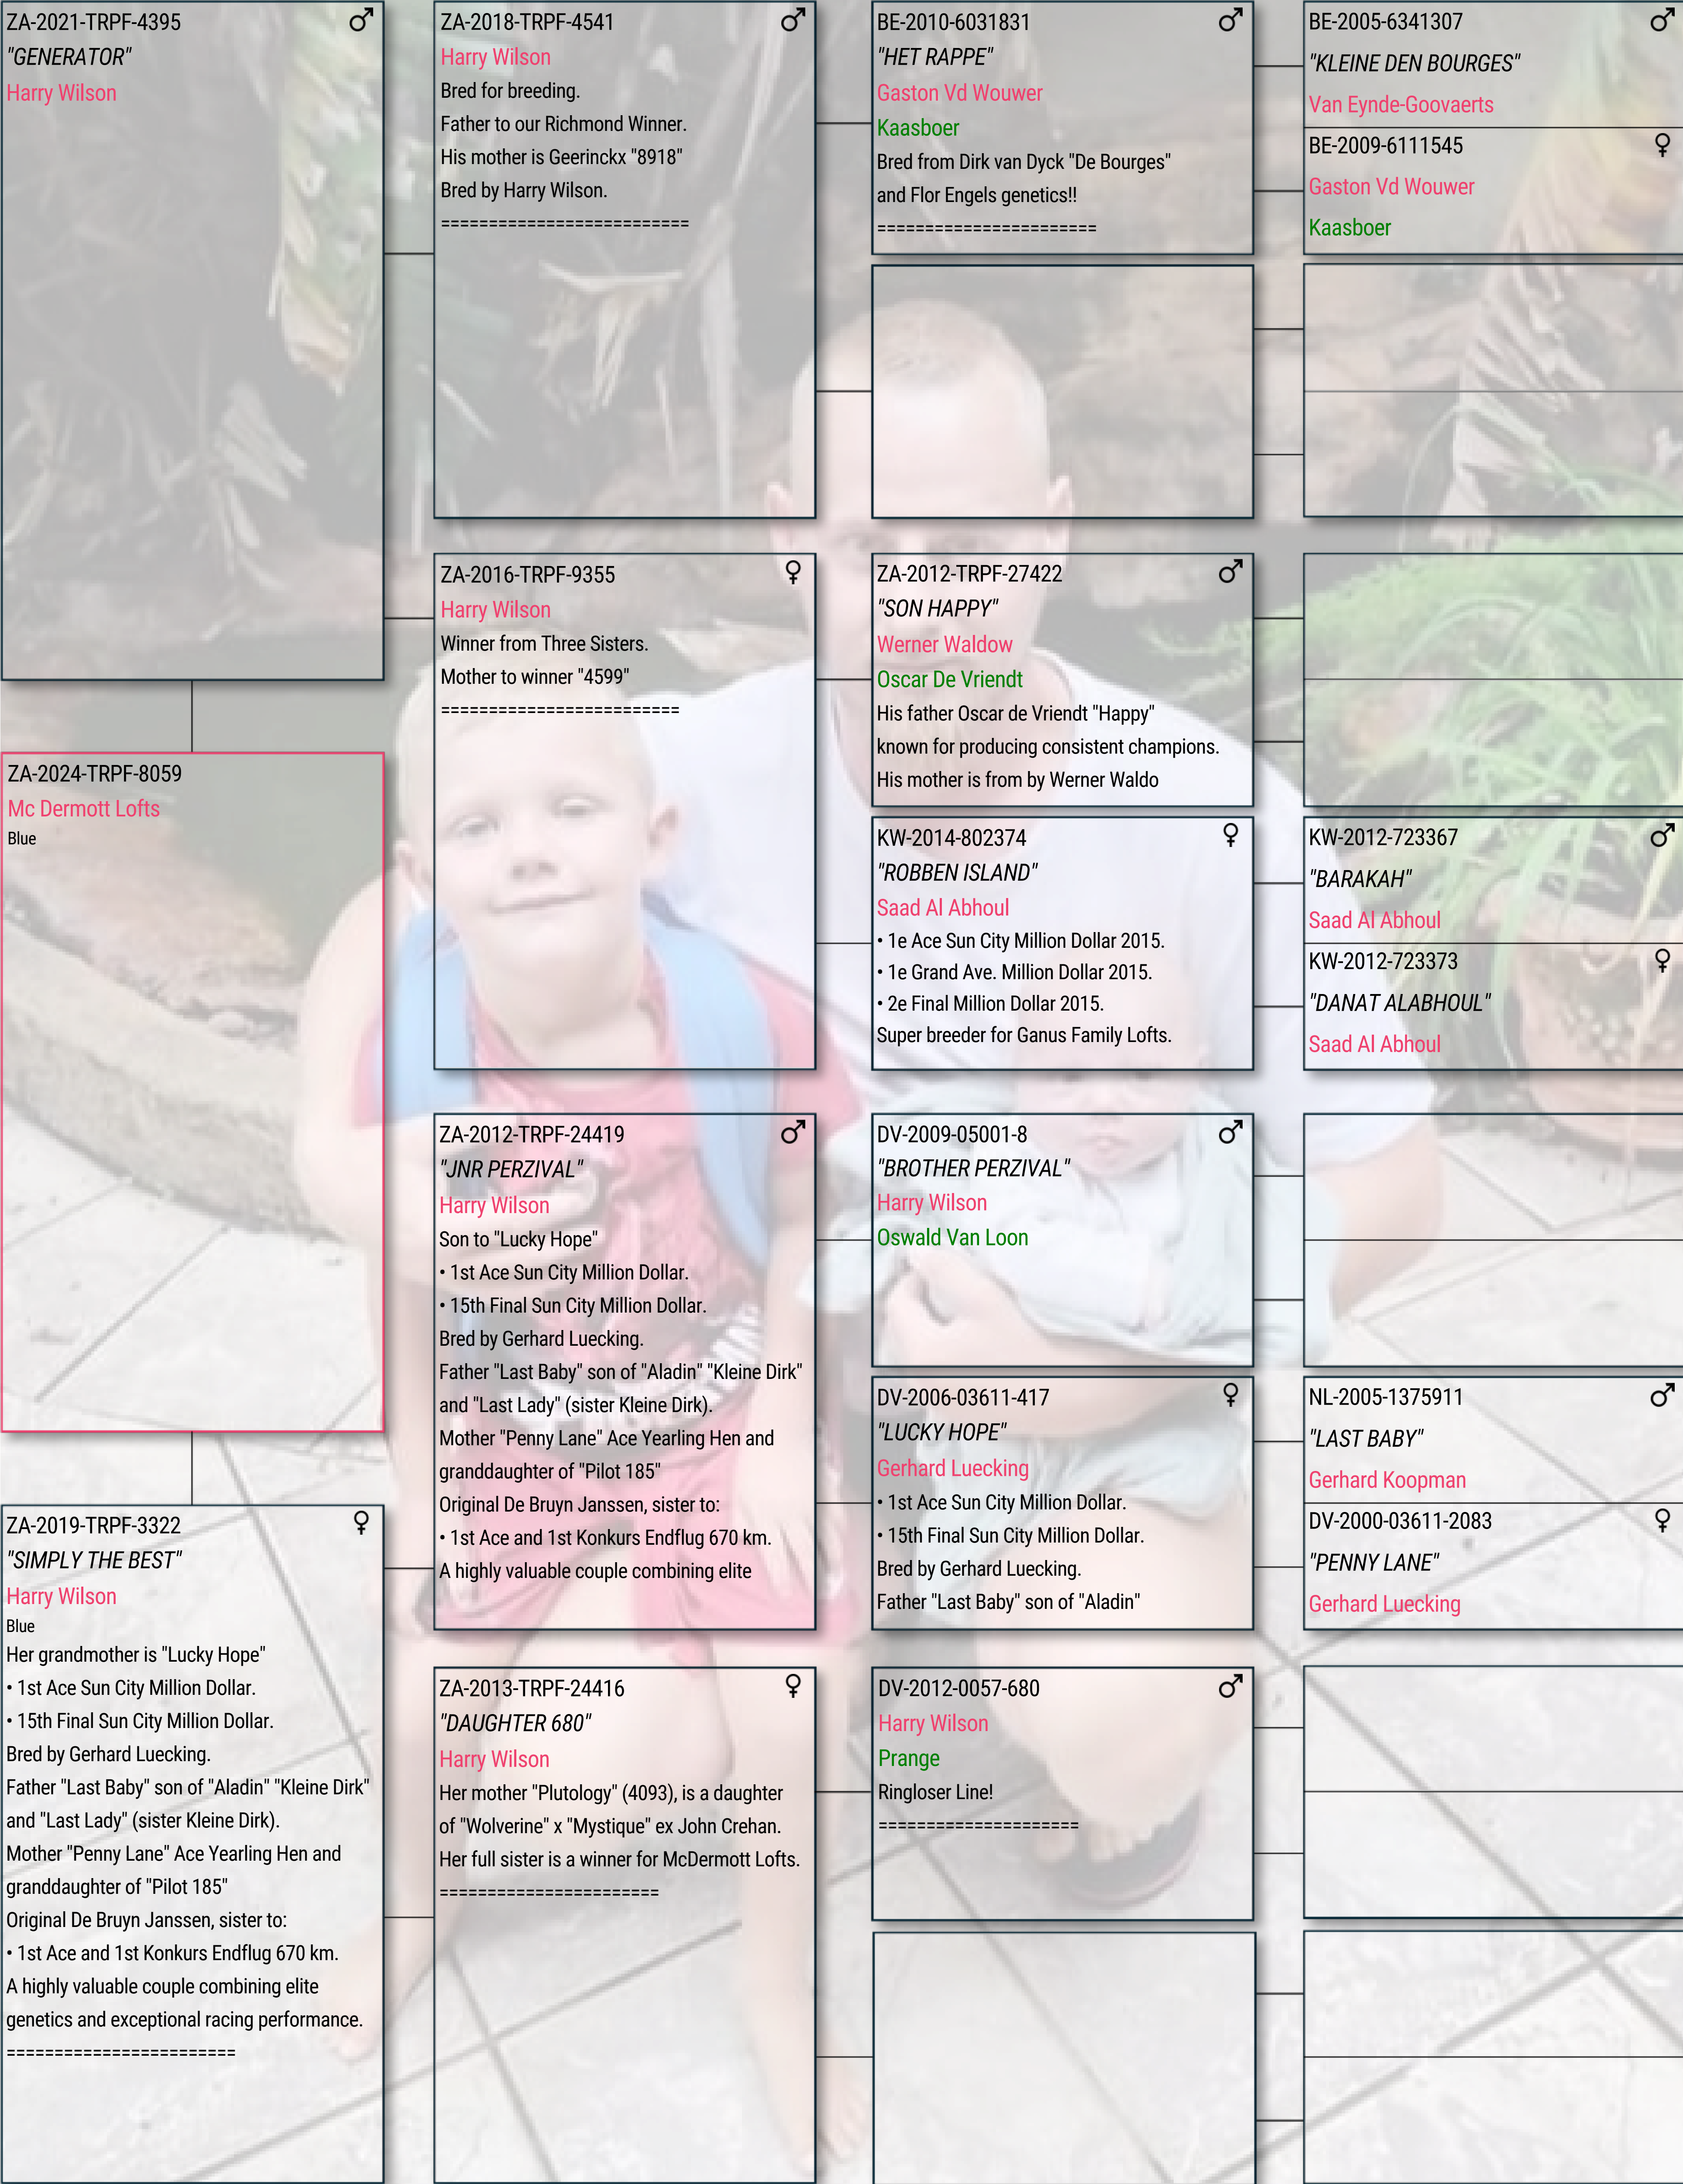 ZA-2021-TRPF-4395 ♂
"GENERATOR"
Harry Wilson
ZA-2024-TRPF-8059
Mc Dermott Lofts
Blue
ZA-2019-TRPF-3322 ♀
"SIMPLY THE BEST"
Harry Wilson
Blue
Her grandmother is "Lucky Hope"
• 1st Ace Sun City Million Dollar.
• 15th Final Sun City Million Dollar.
Bred by Gerhard Luecking.
Father "Last Baby" son of "Aladin" "Kleine Dirk"
and "Last Lady" (sister Kleine Dirk).
Mother "Penny Lane" Ace Yearling Hen and
granddaughter of "Pilot 185"
Original De Bruyn Janssen, sister to:
• 1st Ace and 1st Konkurs Endflug 670 km.
A highly valuable couple combining elite
genetics and exceptional racing performance.
========================
ZA-2018-TRPF-4541 ♂
Harry Wilson
Bred for breeding.
Father to our Richmond Winner.
His mother is Geerinckx "8918"
Bred by Harry Wilson.
==========================
ZA-2016-TRPF-9355 ♀
Harry Wilson
Winner from Three Sisters.
Mother to winner "4599"
=========================
ZA-2012-TRPF-24419 ♂
"JNR PERZIVAL"
Harry Wilson
Son to "Lucky Hope"
• 1st Ace Sun City Million Dollar.
• 15th Final Sun City Million Dollar.
Bred by Gerhard Luecking.
Father "Last Baby" son of "Aladin" "Kleine Dirk"
and "Last Lady" (sister Kleine Dirk).
Mother "Penny Lane" Ace Yearling Hen and
granddaughter of "Pilot 185"
Original De Bruyn Janssen, sister to:
• 1st Ace and 1st Konkurs Endflug 670 km.
A highly valuable couple combining elite
ZA-2013-TRPF-24416 ♀
"DAUGHTER 680"
Harry Wilson
Her mother "Plutology" (4093), is a daughter
of "Wolverine" x "Mystique" ex John Crehan.
Her full sister is a winner for McDermott Lofts.
=======================
BE-2010-6031831 ♂
"HET RAPPE"
Gaston Vd Wouwer
Kaasboer
Bred from Dirk van Dyck "De Bourges"
and Flor Engels genetics!!
=======================
ZA-2012-TRPF-27422 ♂
"SON HAPPY"
Werner Waldow
Oscar De Vriendt
His father Oscar de Vriendt "Happy"
known for producing consistent champions.
His mother is from by Werner Waldo
KW-2014-802374 ♀
"ROBBEN ISLAND"
Saad Al Abhoul
• 1e Ace Sun City Million Dollar 2015.
• 1e Grand Ave. Million Dollar 2015.
• 2e Final Million Dollar 2015.
Super breeder for Ganus Family Lofts.
DV-2009-05001-8 ♂
"BROTHER PERZIVAL"
Harry Wilson
Oswald Van Loon
DV-2006-03611-417 ♀
"LUCKY HOPE"
Gerhard Luecking
• 1st Ace Sun City Million Dollar.
• 15th Final Sun City Million Dollar.
Bred by Gerhard Luecking.
Father "Last Baby" son of "Aladin"
DV-2012-0057-680 ♂
Harry Wilson
Prange
Ringloser Line!
=====================
BE-2005-6341307 ♂
"KLEINE DEN BOURGES"
Van Eynde-Goovaerts
BE-2009-6111545 ♀
Gaston Vd Wouwer
Kaasboer
KW-2012-723367 ♂
"BARAKAH"
Saad Al Abhoul
KW-2012-723373 ♀
"DANAT ALABHOUL"
Saad Al Abhoul
NL-2005-1375911 ♂
"LAST BABY"
Gerhard Koopman
DV-2000-03611-2083 ♀
"PENNY LANE"
Gerhard Luecking